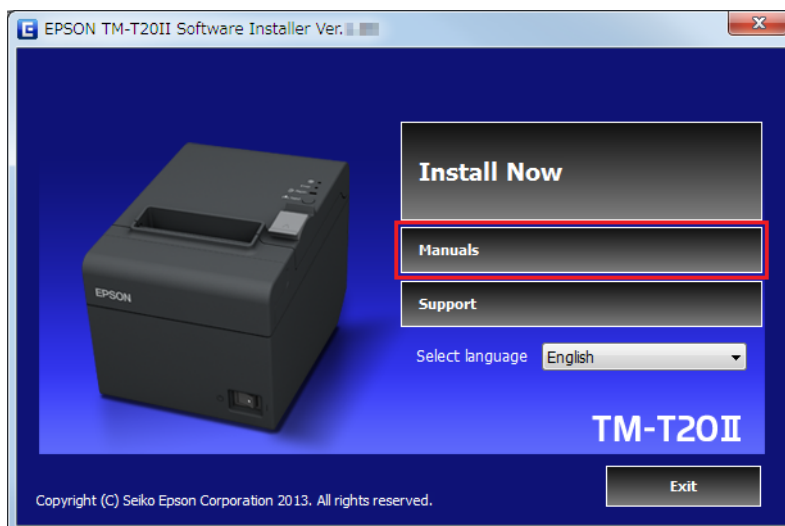 EPSON TM-T20II Software Installer Ver.
Install Now
Manuals
EPSON
Support
Select language English
TM-T20II
Exit
Copyright (C) Seiko Epson Corporation 2013. All rights reserved.